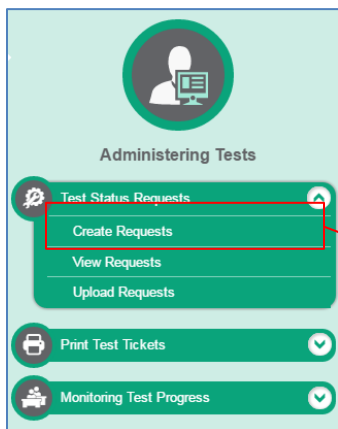 Administering Tests
Test Status Requests
Create Requests
View Requests
Upload Requests
Print Test Tickets
Monitoring Test Progress